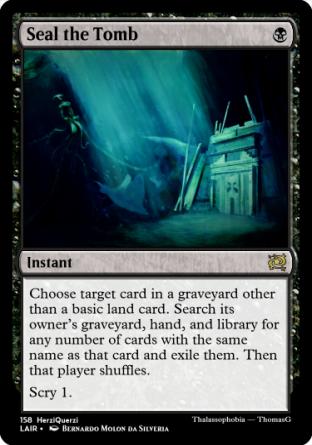 Seal the Tomb
Instant
Choose target card in a graveyard other
than a basic land card. Search its
owner's graveyard, hand, and library for
any number of cards with the same
name as that card and exile them. Then
that player shuffles.
Scry 1.
158 HerziQuerzi Thalassophobia — ThomasG
LAIR • Bernardo Molon da Silveria